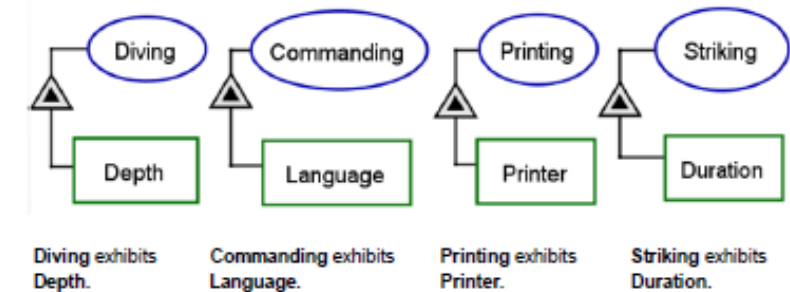 Diving
Commanding
Printing
Striking
Depth
Language
Printer
Duration
Diving exhibits
Depth.
Commanding exhibits
Language.
Printing exhibits
Printer.
Striking exhibits
Duration.